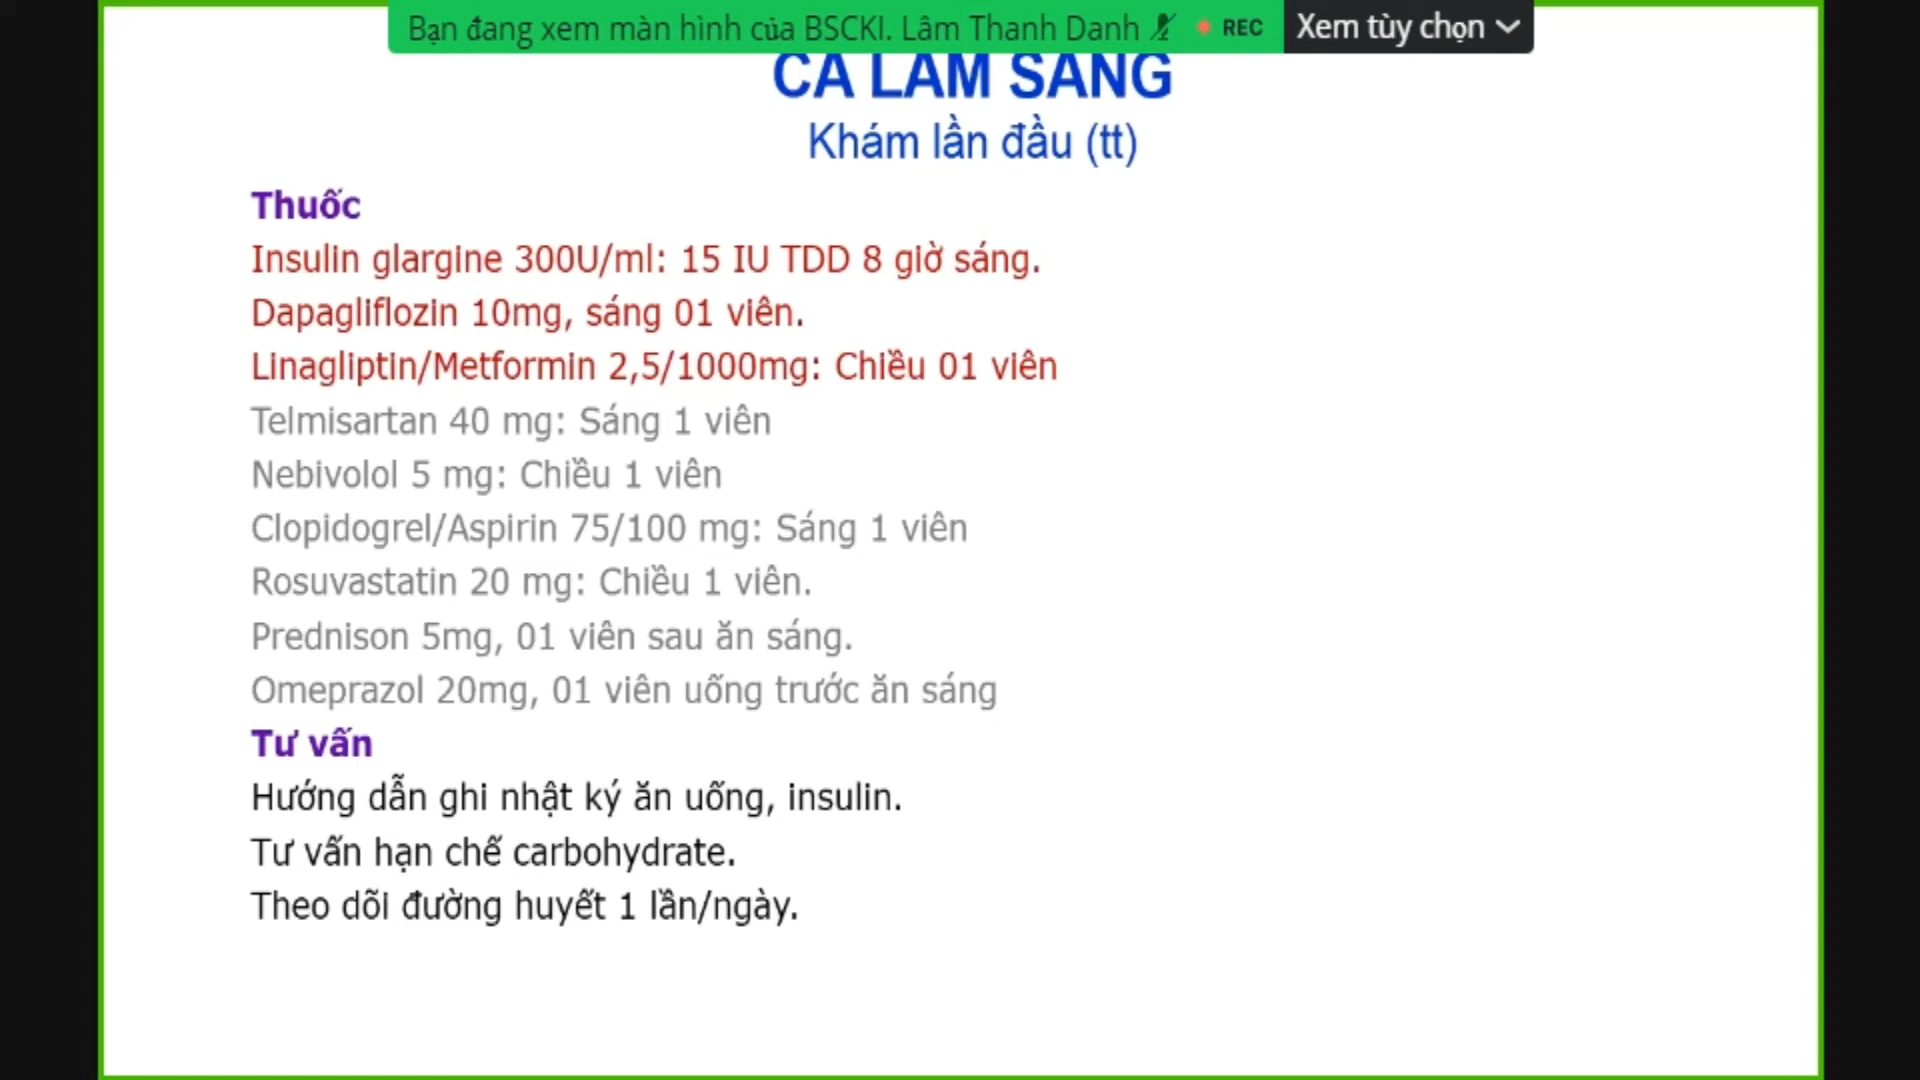 Bạn đang xem màn hình của BSCKI. Lâm Thanh Danh REC Xem tùy chọn
CA LÂM SÀNG
Khám lần đầu (tt)
Thuốc
Insulin glargine 300U/ml: 15 IU TDD 8 giờ sáng.
Dapagliflozin 10mg, sáng 01 viên.
Linagliptin/Metformin 2,5/1000mg: Chiều 01 viên
Telmisartan 40 mg: Sáng 1 viên
Nebivolol 5 mg: Chiều 1 viên
Clopidogrel/Aspirin 75/100 mg: Sáng 1 viên
Rosuvastatin 20 mg: Chiều 1 viên.
Prednison 5mg, 01 viên sau ăn sáng.
Omeprazol 20mg, 01 viên uống trước ăn sáng
Tư vấn
Hướng dẫn ghi nhật ký ăn uống, insulin.
Tư vấn hạn chế carbohydrate.
Theo dõi đường huyết 1 lần/ngày.